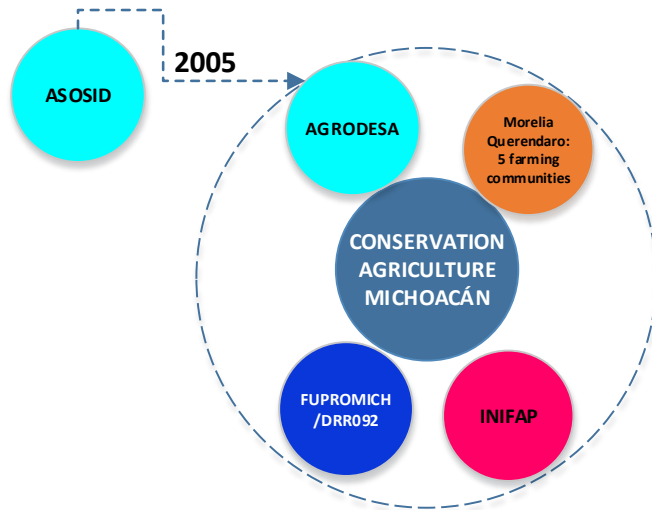 2005
ASOSID
AGRODESA
Morelia
Querendaro:
5 farming
communities
CONSERVATION
AGRICULTURE
MICHOACÁN
FUPROMICH
/DRR092
INIFAP